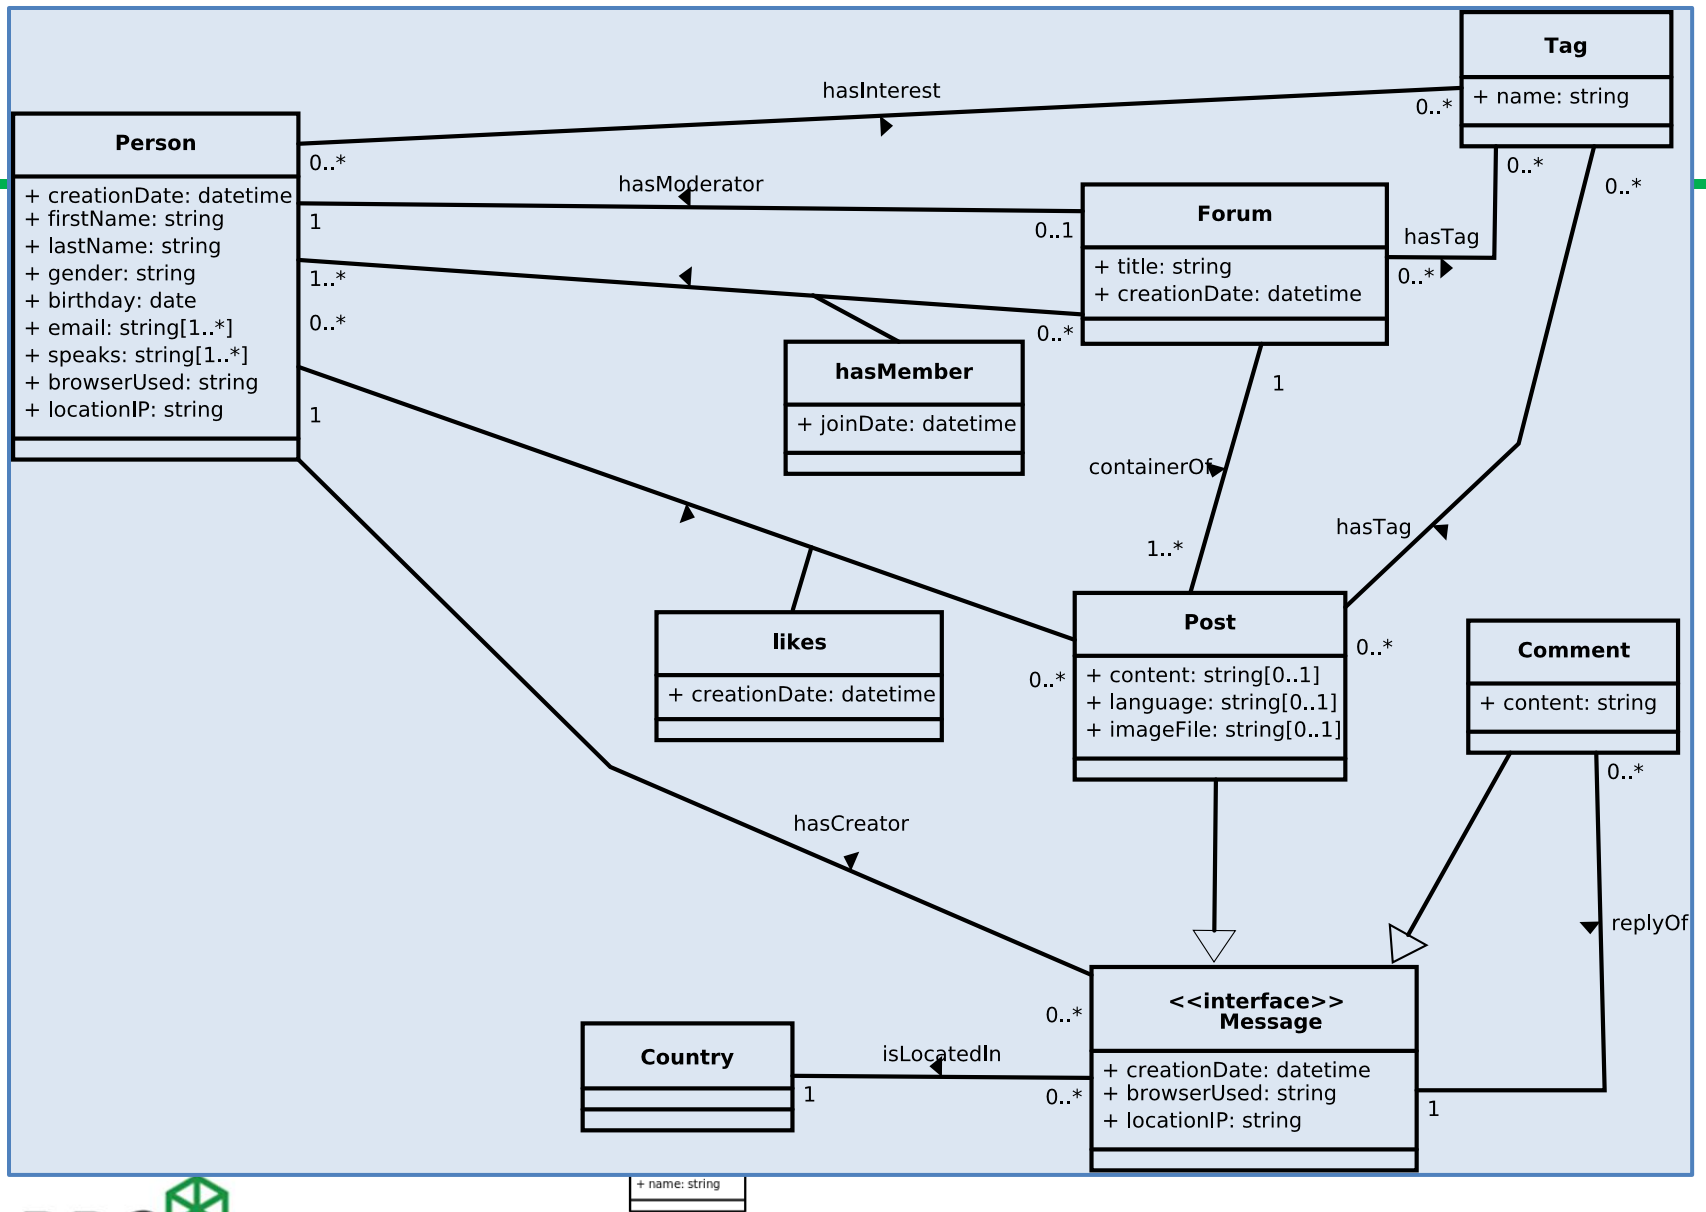 Tag
+ name: string
hasInterest
0..*
0..*
Person
+ creationDate: datetime
+ firstName: string
+ lastName: string
+ gender: string
+ birthday: date
+ email: string[1..*]
+ speaks: string[1..*]
+ browserUsed: string
+ locationIP: string
hasModerator
1
0..1
1..*
0..*
0..*
1
Forum
+ title: string
+ creationDate: datetime
hasTag
0..*
0..*
0..*
hasMember
+ joinDate: datetime
1
containerOf
1..*
hasTag
likes
+ creationDate: datetime
0..*
Post
+ content: string[0..1]
+ language: string[0..1]
+ imageFile: string[0..1]
0..*
Comment
+ content: string
0..*
hasCreator
replyOf
0..*
<<interface>>
Message
+ creationDate: datetime
+ browserUsed: string
+ locationIP: string
1
Country
isLocatedIn
1
0..*
+ name: string